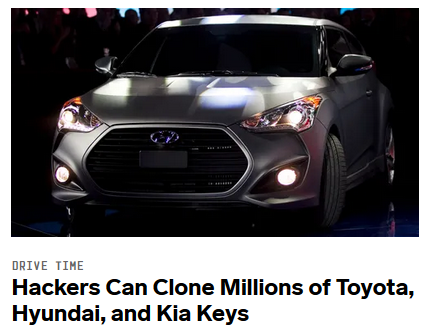 DRIVE TIME
Hackers Can Clone Millions of Toyota,
Hyundai, and Kia Keys